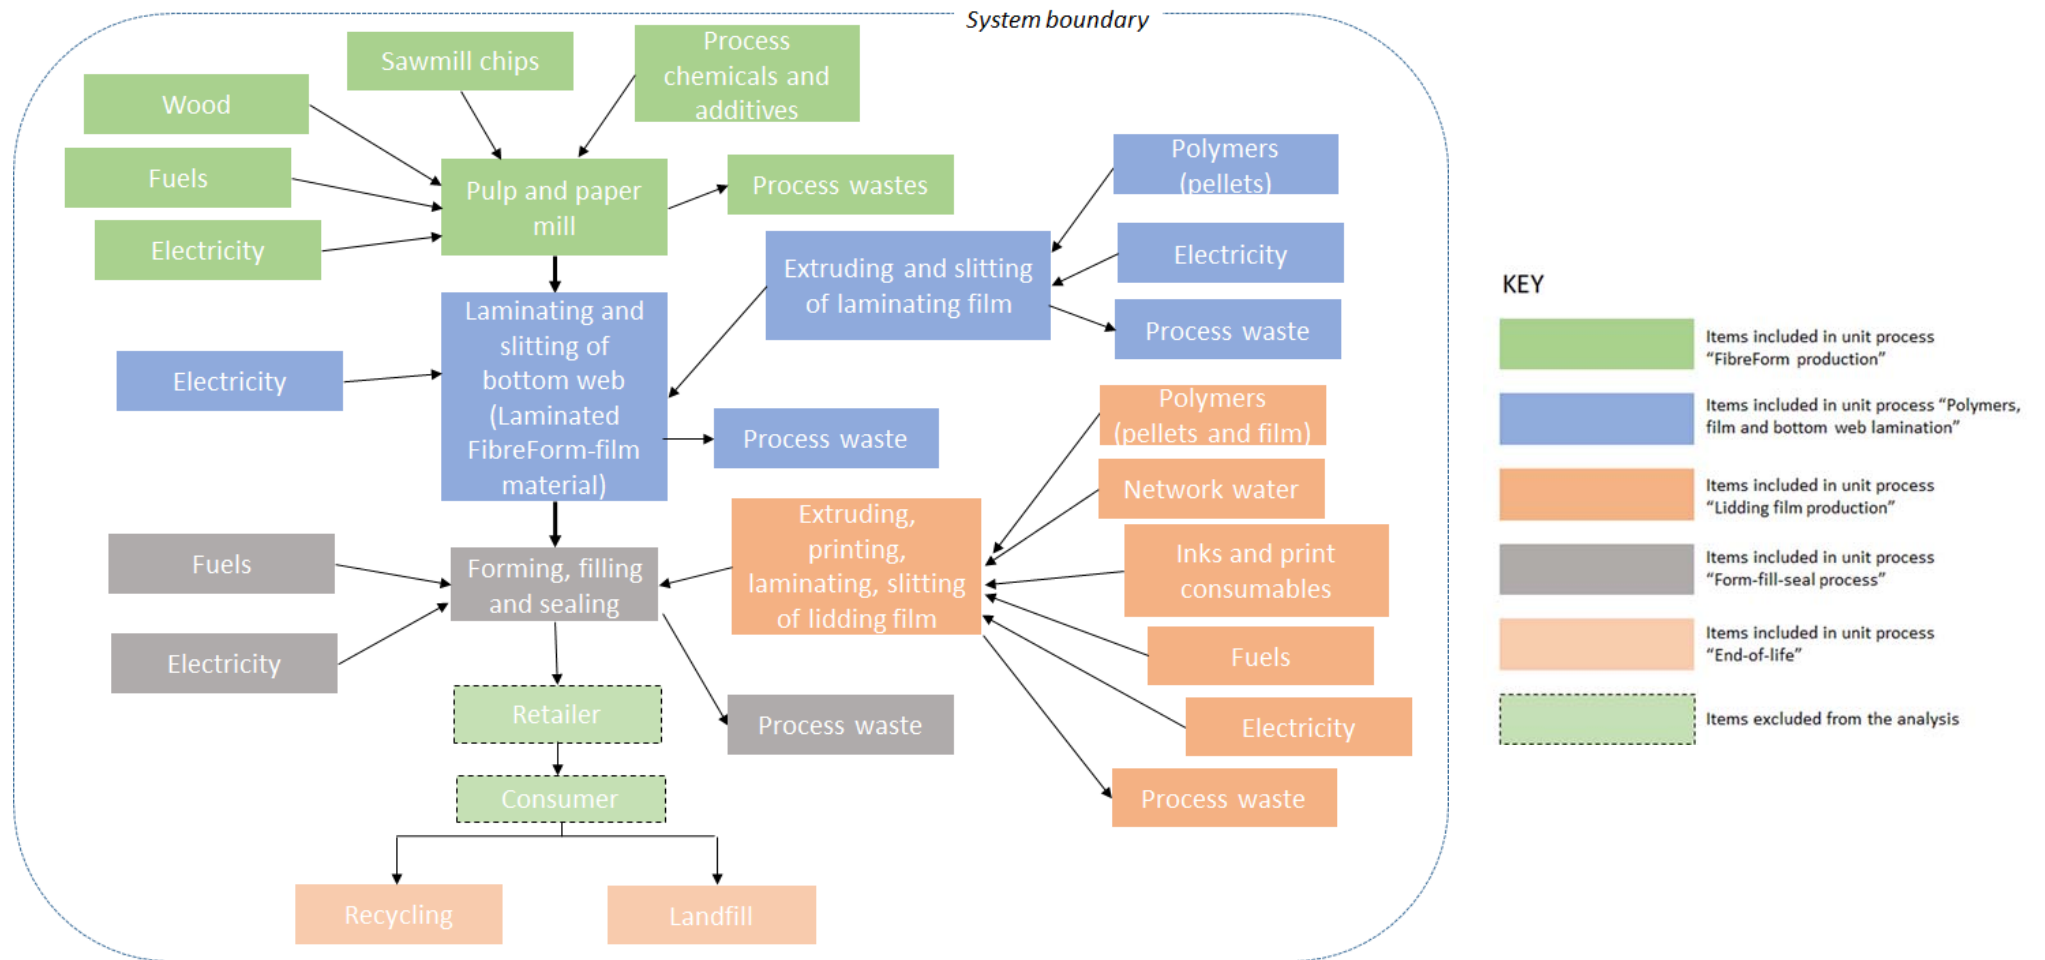 System boundary
Sawmill chips
Process
chemicals and
additives
Wood
Fuels
Electricity
Pulp and paper
mill
Process wastes
Polymers
(pellets)
Electricity
Process waste
Extruding and slitting
of laminating film
Laminating and
slitting of
bottom web
(Laminated
FibreForm-film
material)
Electricity
Process waste
Polymers
(pellets and film)
Network water
Inks and print
consumables
Fuels
Electricity
Process waste
Extruding,
printing,
laminating, slitting
of lidding film
Fuels
Electricity
Forming, filling
and sealing
Process waste
Retailer
Consumer
Recycling
Landfill
KEY
Items included in unit process
“FibreForm production”
Items included in unit process “Polymers,
film and bottom web lamination”
Items included in unit process
“Lidding film production”
Items included in unit process
“Form-fill-seal process”
Items included in unit process
“End-of-life”
Items excluded from the analysis